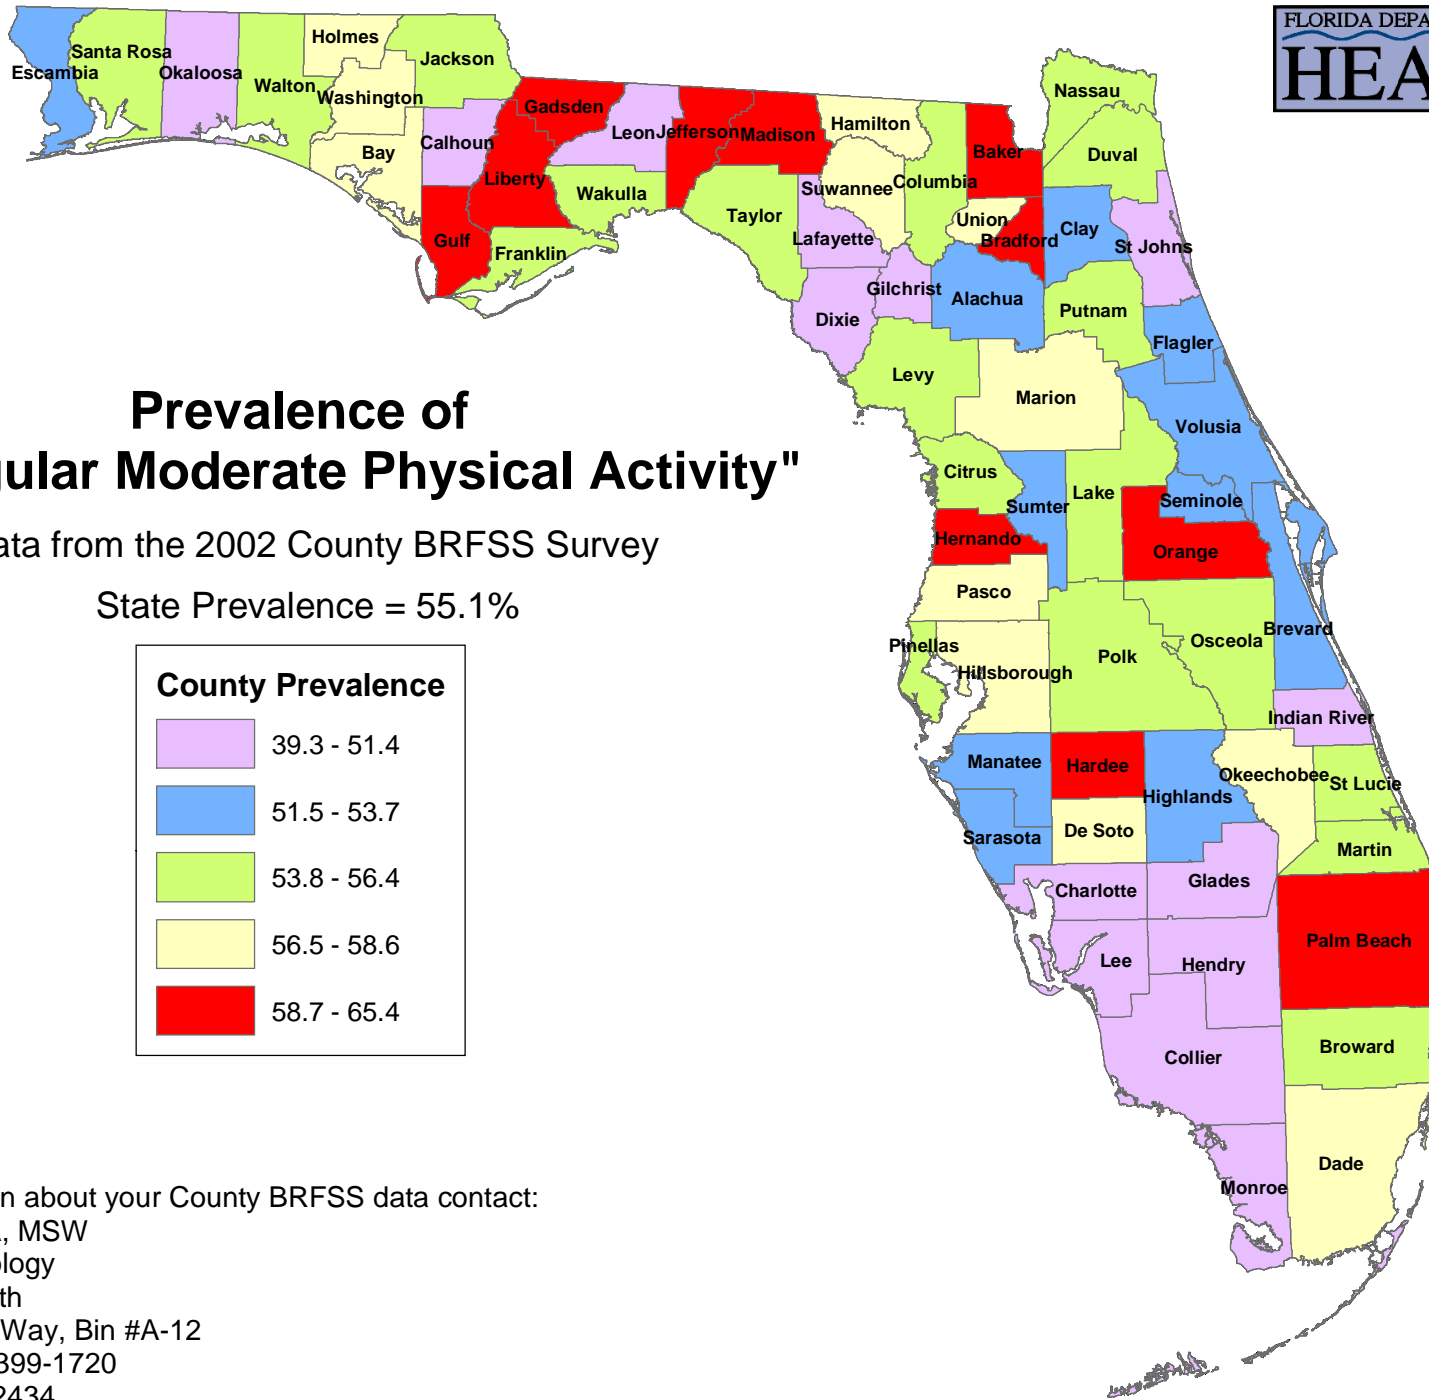 FLORIDA DEPA
HEA
Holmes
Santa Rosa
Jackson
Escambia
Okaloosa
Walton
Washington
Nassau
Gadsden
Leon
Jefferson
Madison
Hamilton
Calhoun
Bay
Baker
Duval
Liberty
Wakulla
Suwannee
Columbia
Taylor
Union
Clay
Gulf
Franklin
Lafayette
Bradford
St Johns
Gilchrist
Alachua
Dixie
Putnam
Flagler
Levy
Marion
Volusia
Prevalence of
gular Moderate Physical Activity"
ata from the 2002 County BRFSS Survey
State Prevalence = 55.1%
Citrus
Sumter
Lake
Seminole
Hernando
Orange
Pasco
Brevard
Pinellas
Hillsborough
Polk
Osceola
Indian River
Manatee
Hardee
Highlands
Okeechobee
St Lucie
Sarasota
De Soto
Martin
Charlotte
Glades
Palm Beach
Lee
Hendry
Broward
Collier
Dade
Monroe
County Prevalence
39.3 - 51.4
51.5 - 53.7
53.8 - 56.4
56.5 - 58.6
58.7 - 65.4
n about your County BRFSS data contact:
, MSW
ology
th
Way, Bin #A-12
399-1720
2434